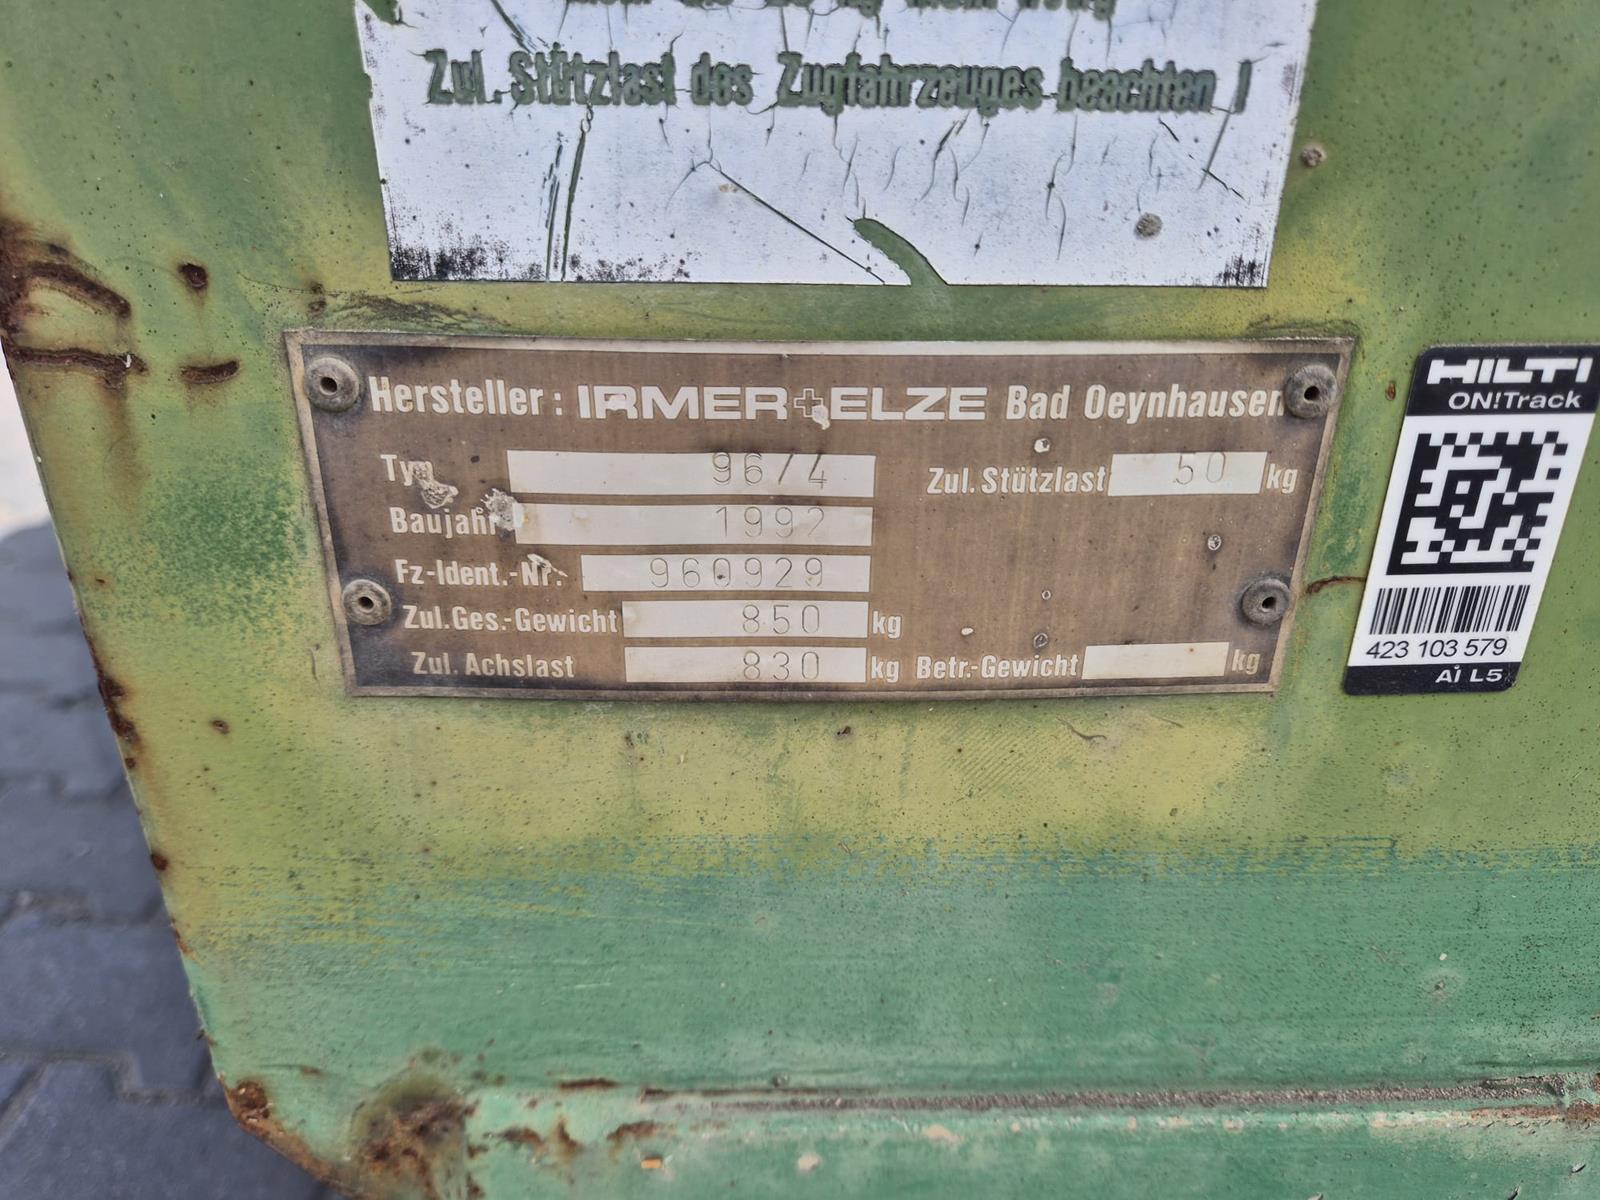 Zul. Stützlast des Zugfahrzeuges beachten !
Hersteller: IRMER+ELZE Bad Oeynhausen
Typ 96/4 Zul. Stützlast 50 kg
Baujahr 1992
Fz-Ident.-Nr. 960929
Zul. Ges.-Gewicht 850 kg
Zul. Achslast 830 kg Betr.-Gewicht kg
HILTI
ON!Track
423 103 579
AI L5